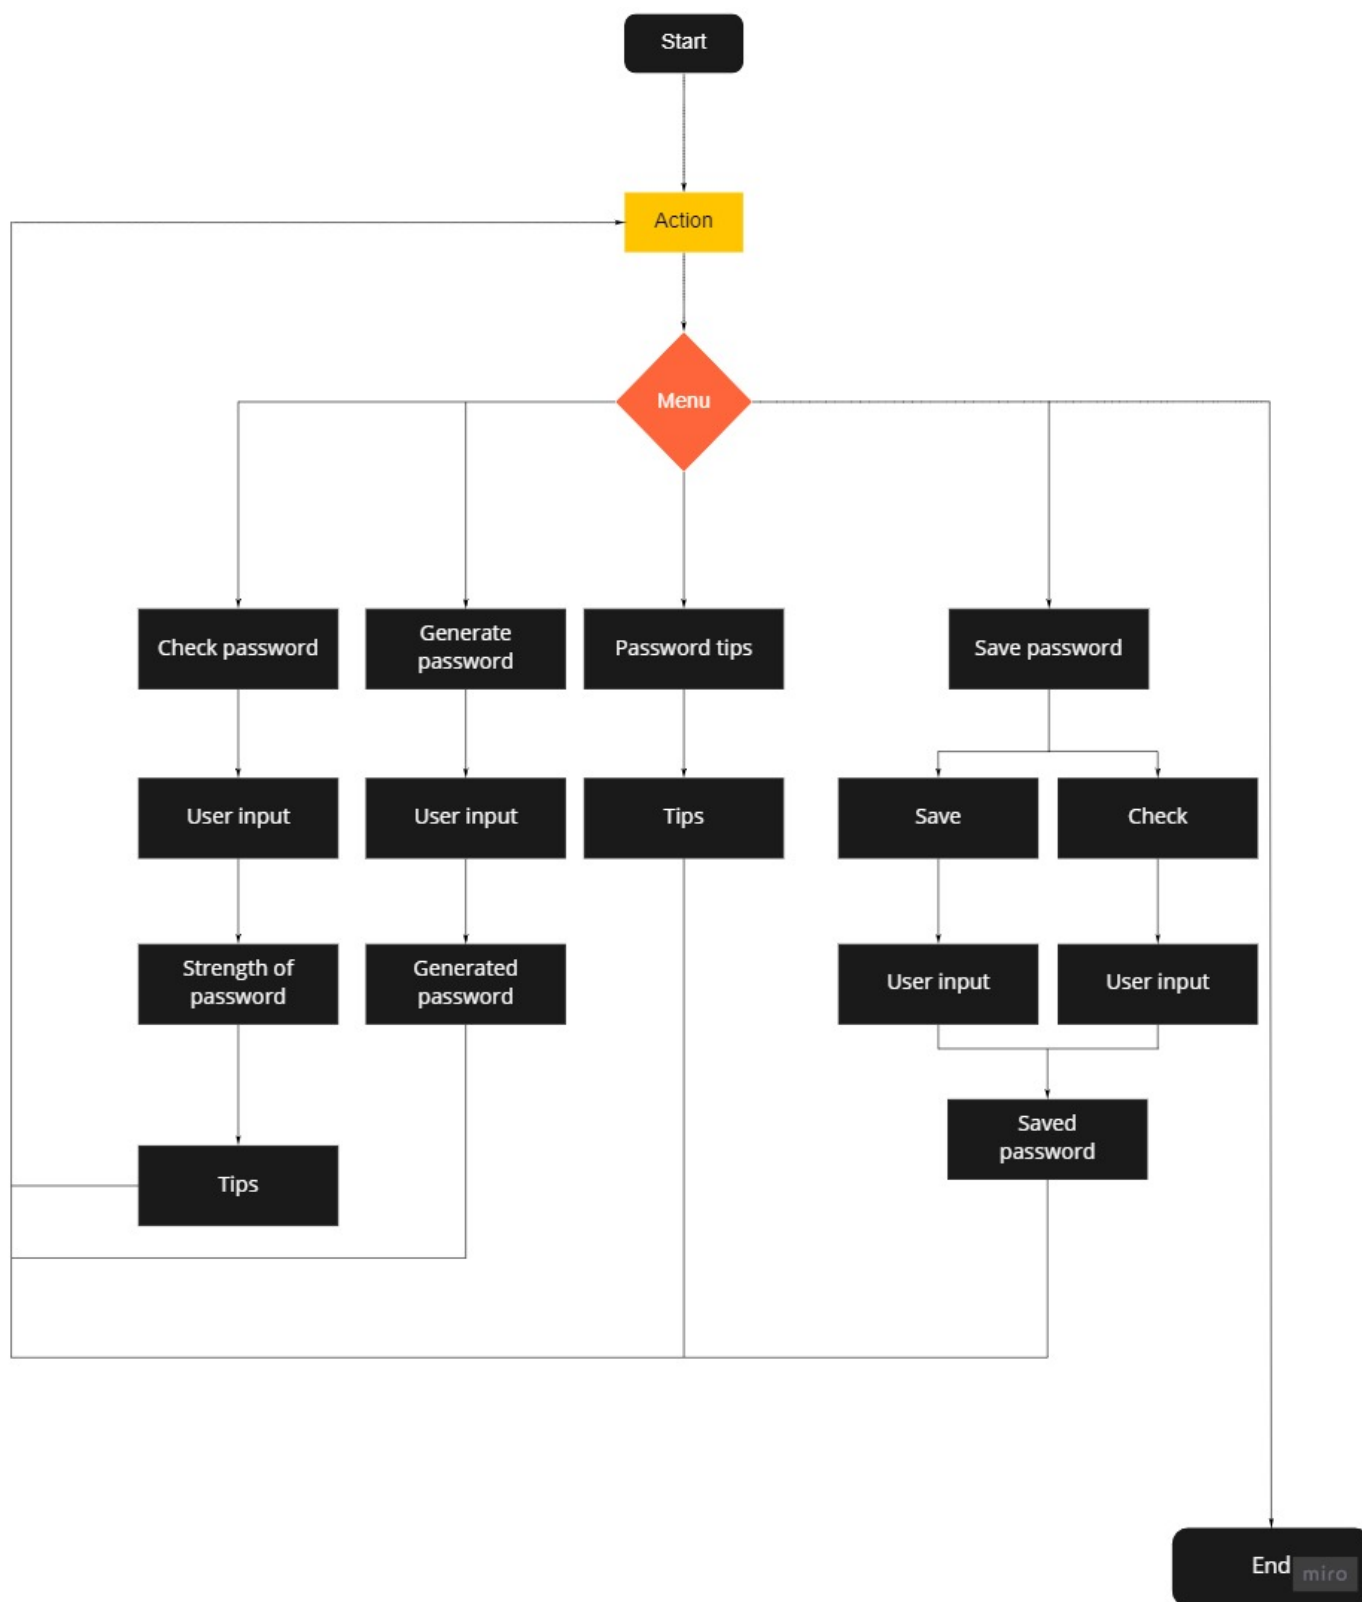 Start
Action
Menu
Check password
Generate
password
Password tips
Save password
User input
User input
Tips
Save
Check
Strength of
password
Generated
password
User input
User input
Saved
password
Tips
End
miro